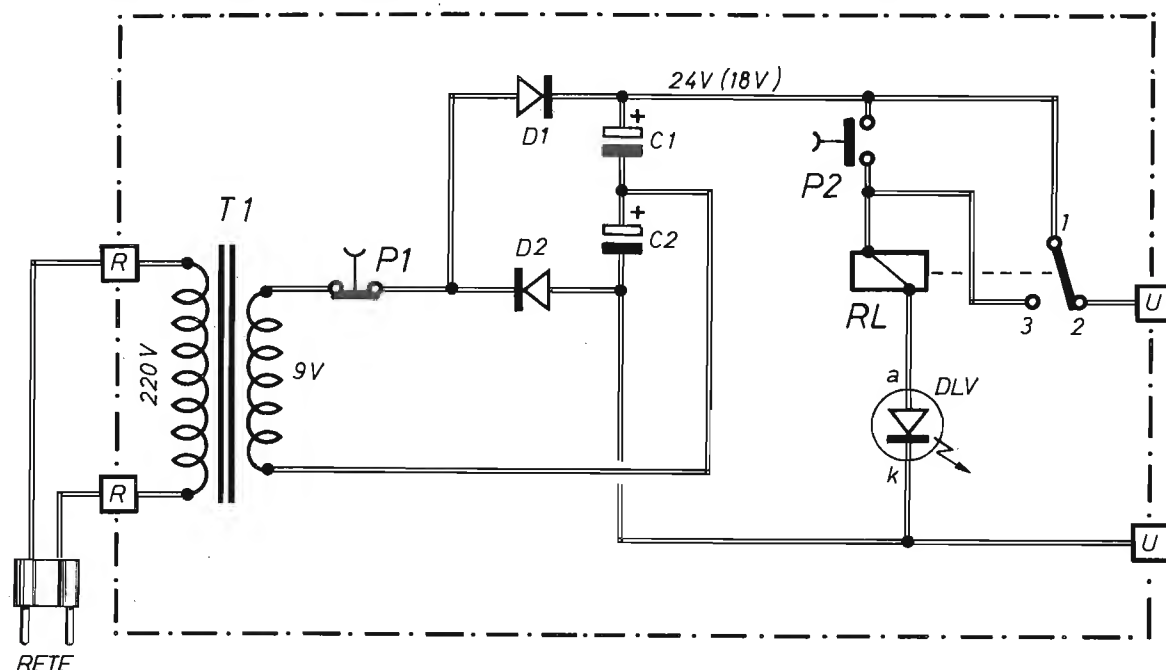 24V (18V)
D1
+
C1
P2
T1
+
C2
D2
1
R
P1
RL
3
2
U
220V
9V
a
DLV
k
R
U
RETE